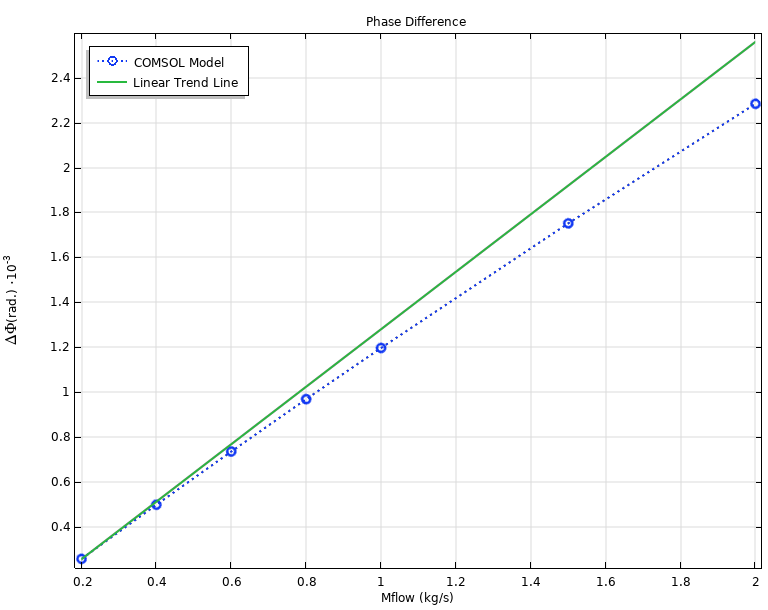 Phase Difference
COMSOL Model
Linear Trend Line
2.4
2.2
2
1.8
1.6
1.4
1.2
1
0.8
0.6
0.4
ΔΦ(rad.) ·10⁻³
0.2 0.4 0.6 0.8 1 1.2 1.4 1.6 1.8 2
Mflow (kg/s)